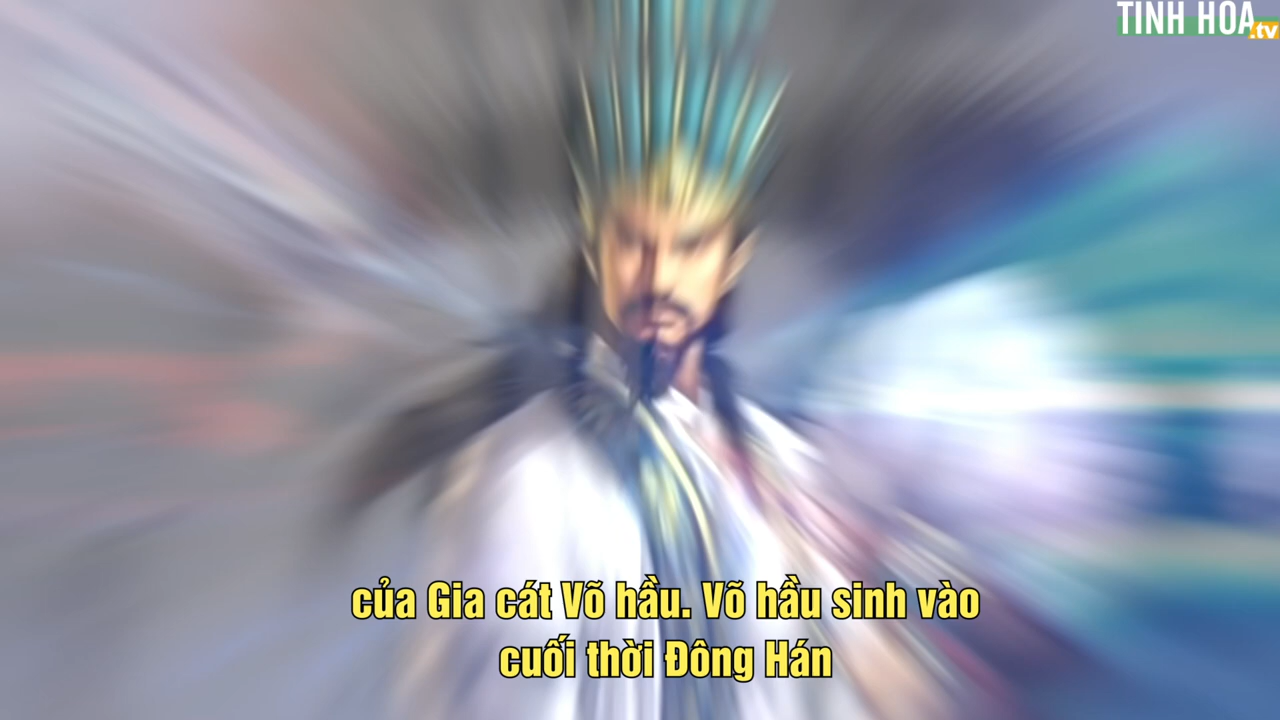 TINH HOA
.tv
của Gia cát Võ hầu. Võ hầu sinh vào
cuối thời Đông Hán